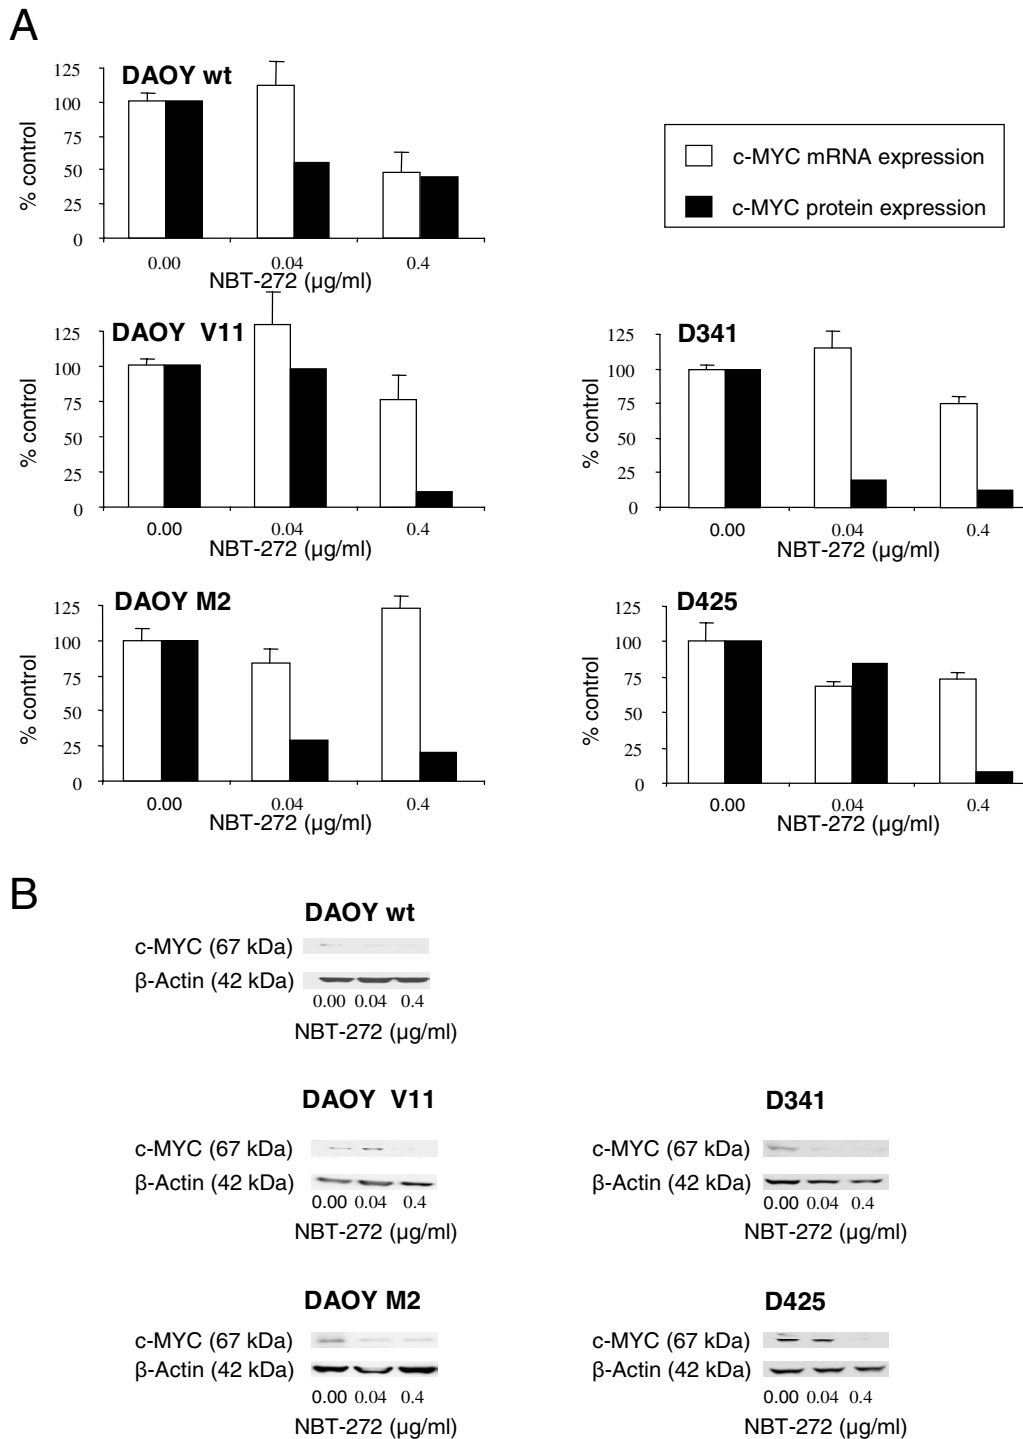 A
DAOY wt
% control
125
100
75
50
25
0
0.00 0.04 0.4
NBT-272 (µg/ml)
c-MYC mRNA expression
c-MYC protein expression
DAOY V11
% control
125
100
75
50
25
0
0.00 0.04 0.4
NBT-272 (µg/ml)
D341
% control
125
100
75
50
25
0
0.00 0.04 0.4
NBT-272 (µg/ml)
DAOY M2
% control
125
100
75
50
25
0
0.00 0.04 0.4
NBT-272 (µg/ml)
D425
% control
125
100
75
50
25
0
0.00 0.04 0.4
NBT-272 (µg/ml)
B
DAOY wt
c-MYC (67 kDa)
β-Actin (42 kDa)
0.00 0.04 0.4
NBT-272 (µg/ml)
DAOY V11
c-MYC (67 kDa)
β-Actin (42 kDa)
0.00 0.04 0.4
NBT-272 (µg/ml)
D341
c-MYC (67 kDa)
β-Actin (42 kDa)
0.00 0.04 0.4
NBT-272 (µg/ml)
DAOY M2
c-MYC (67 kDa)
β-Actin (42 kDa)
0.00 0.04 0.4
NBT-272 (µg/ml)
D425
c-MYC (67 kDa)
β-Actin (42 kDa)
0.00 0.04 0.4
NBT-272 (µg/ml)